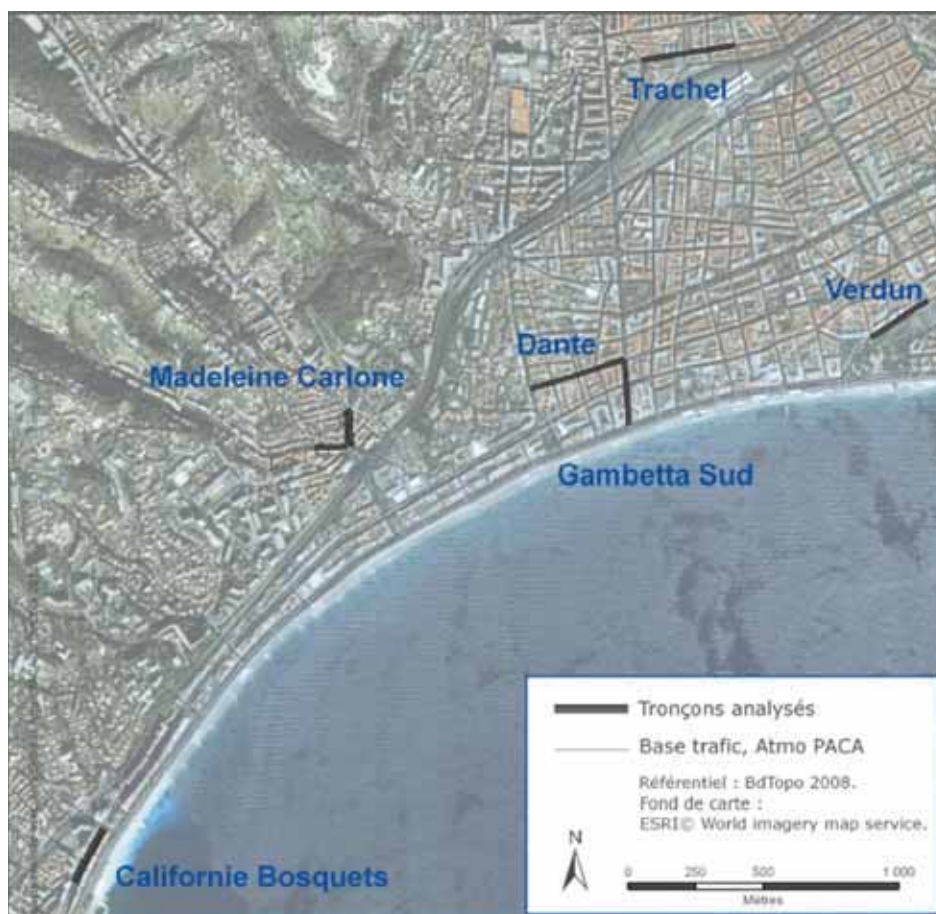 Trachel
Verdun
Dante
Madeleine Carlone
Gambetta Sud
Californie Bosquets
Tronçons analysés
Base trafic, Atmo PACA
Référentiel : BdTopo 2008.
Fond de carte :
ESRI© World imagery map service.
N
0 250 500 1 000
Mètres